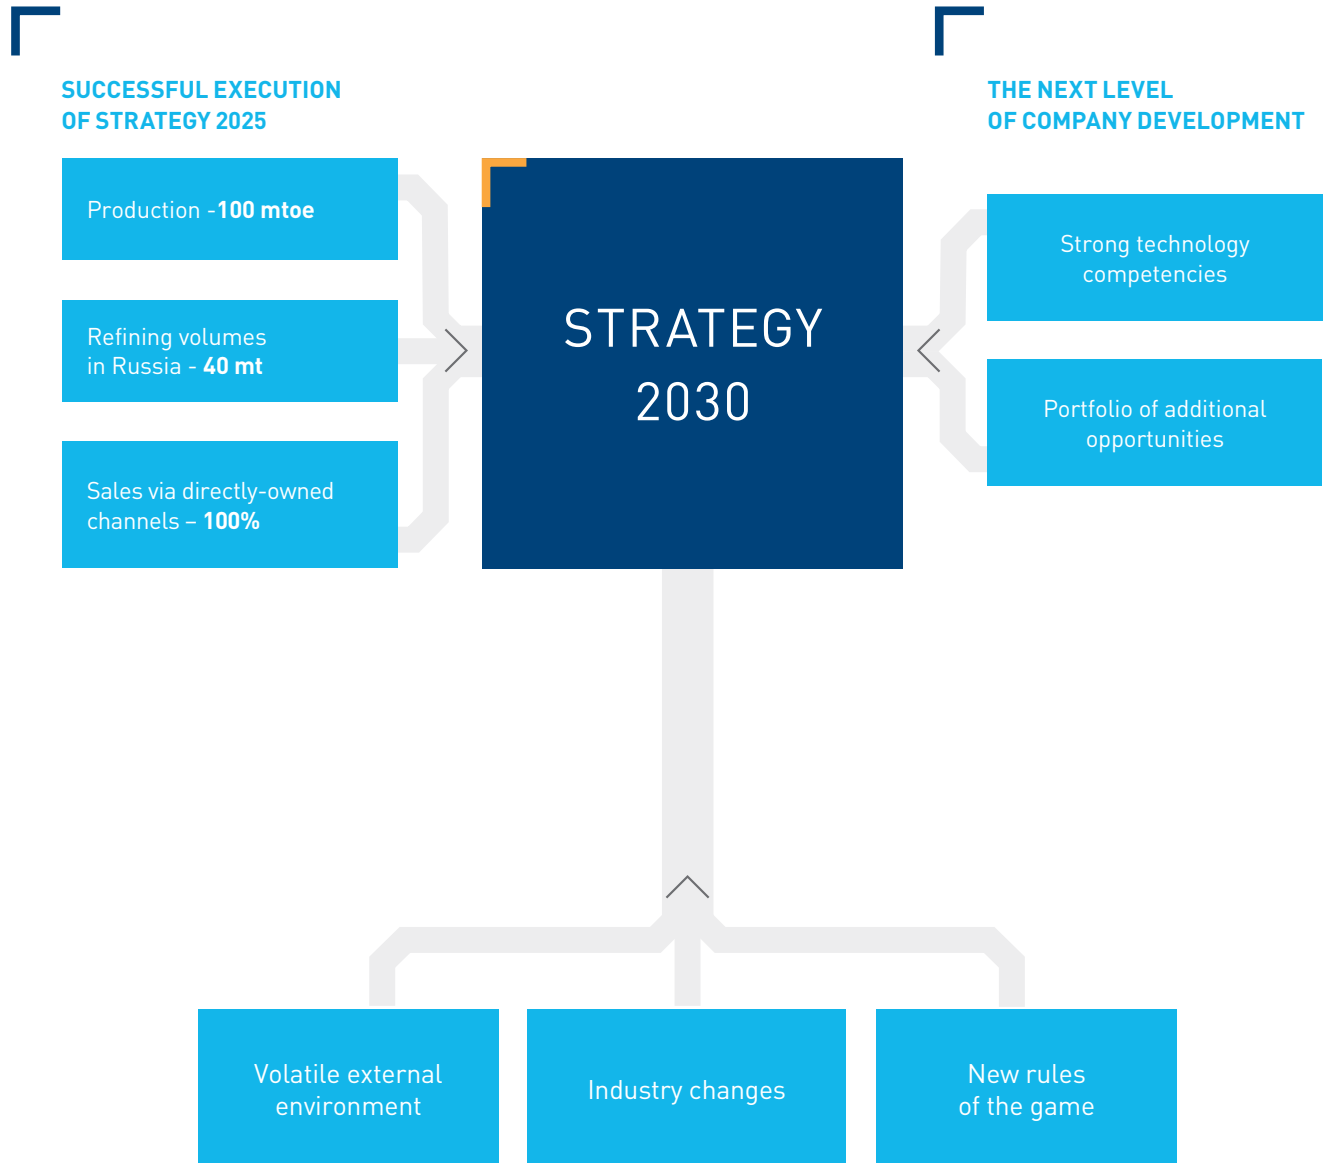 SUCCESSFUL EXECUTION
OF STRATEGY 2025
Production -100 mtoe
Refining volumes
in Russia - 40 mt
Sales via directly-owned
channels – 100%
STRATEGY
2030
THE NEXT LEVEL
OF COMPANY DEVELOPMENT
Strong technology
competencies
Portfolio of additional
opportunities
Volatile external
environment
Industry changes
New rules
of the game